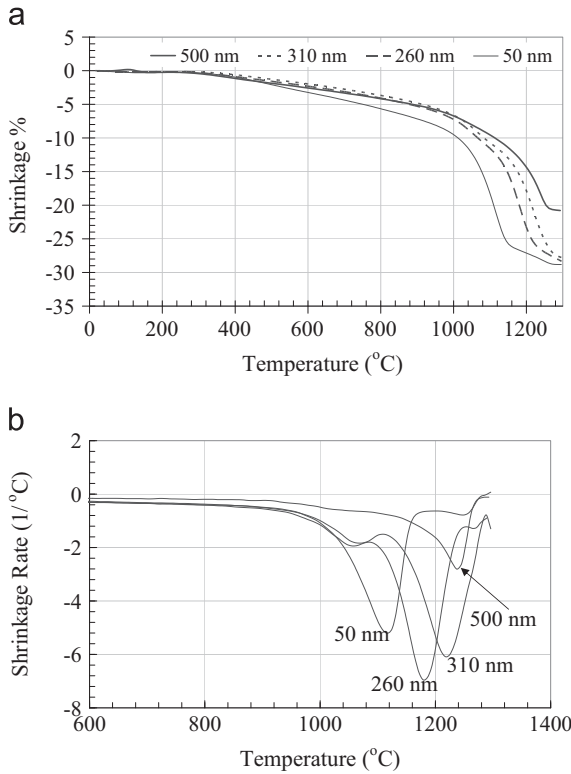 a
500 nm 310 nm 260 nm 50 nm
5
0
-5
-10
-15
-20
-25
-30
-35
Shrinkage %
0 200 400 600 800 1000 1200
Temperature (°C)
b
2
0
-2
-4
-6
-8
Shrinkage Rate (1/°C)
50 nm
500 nm
310 nm
260 nm
600 800 1000 1200 1400
Temperature (°C)